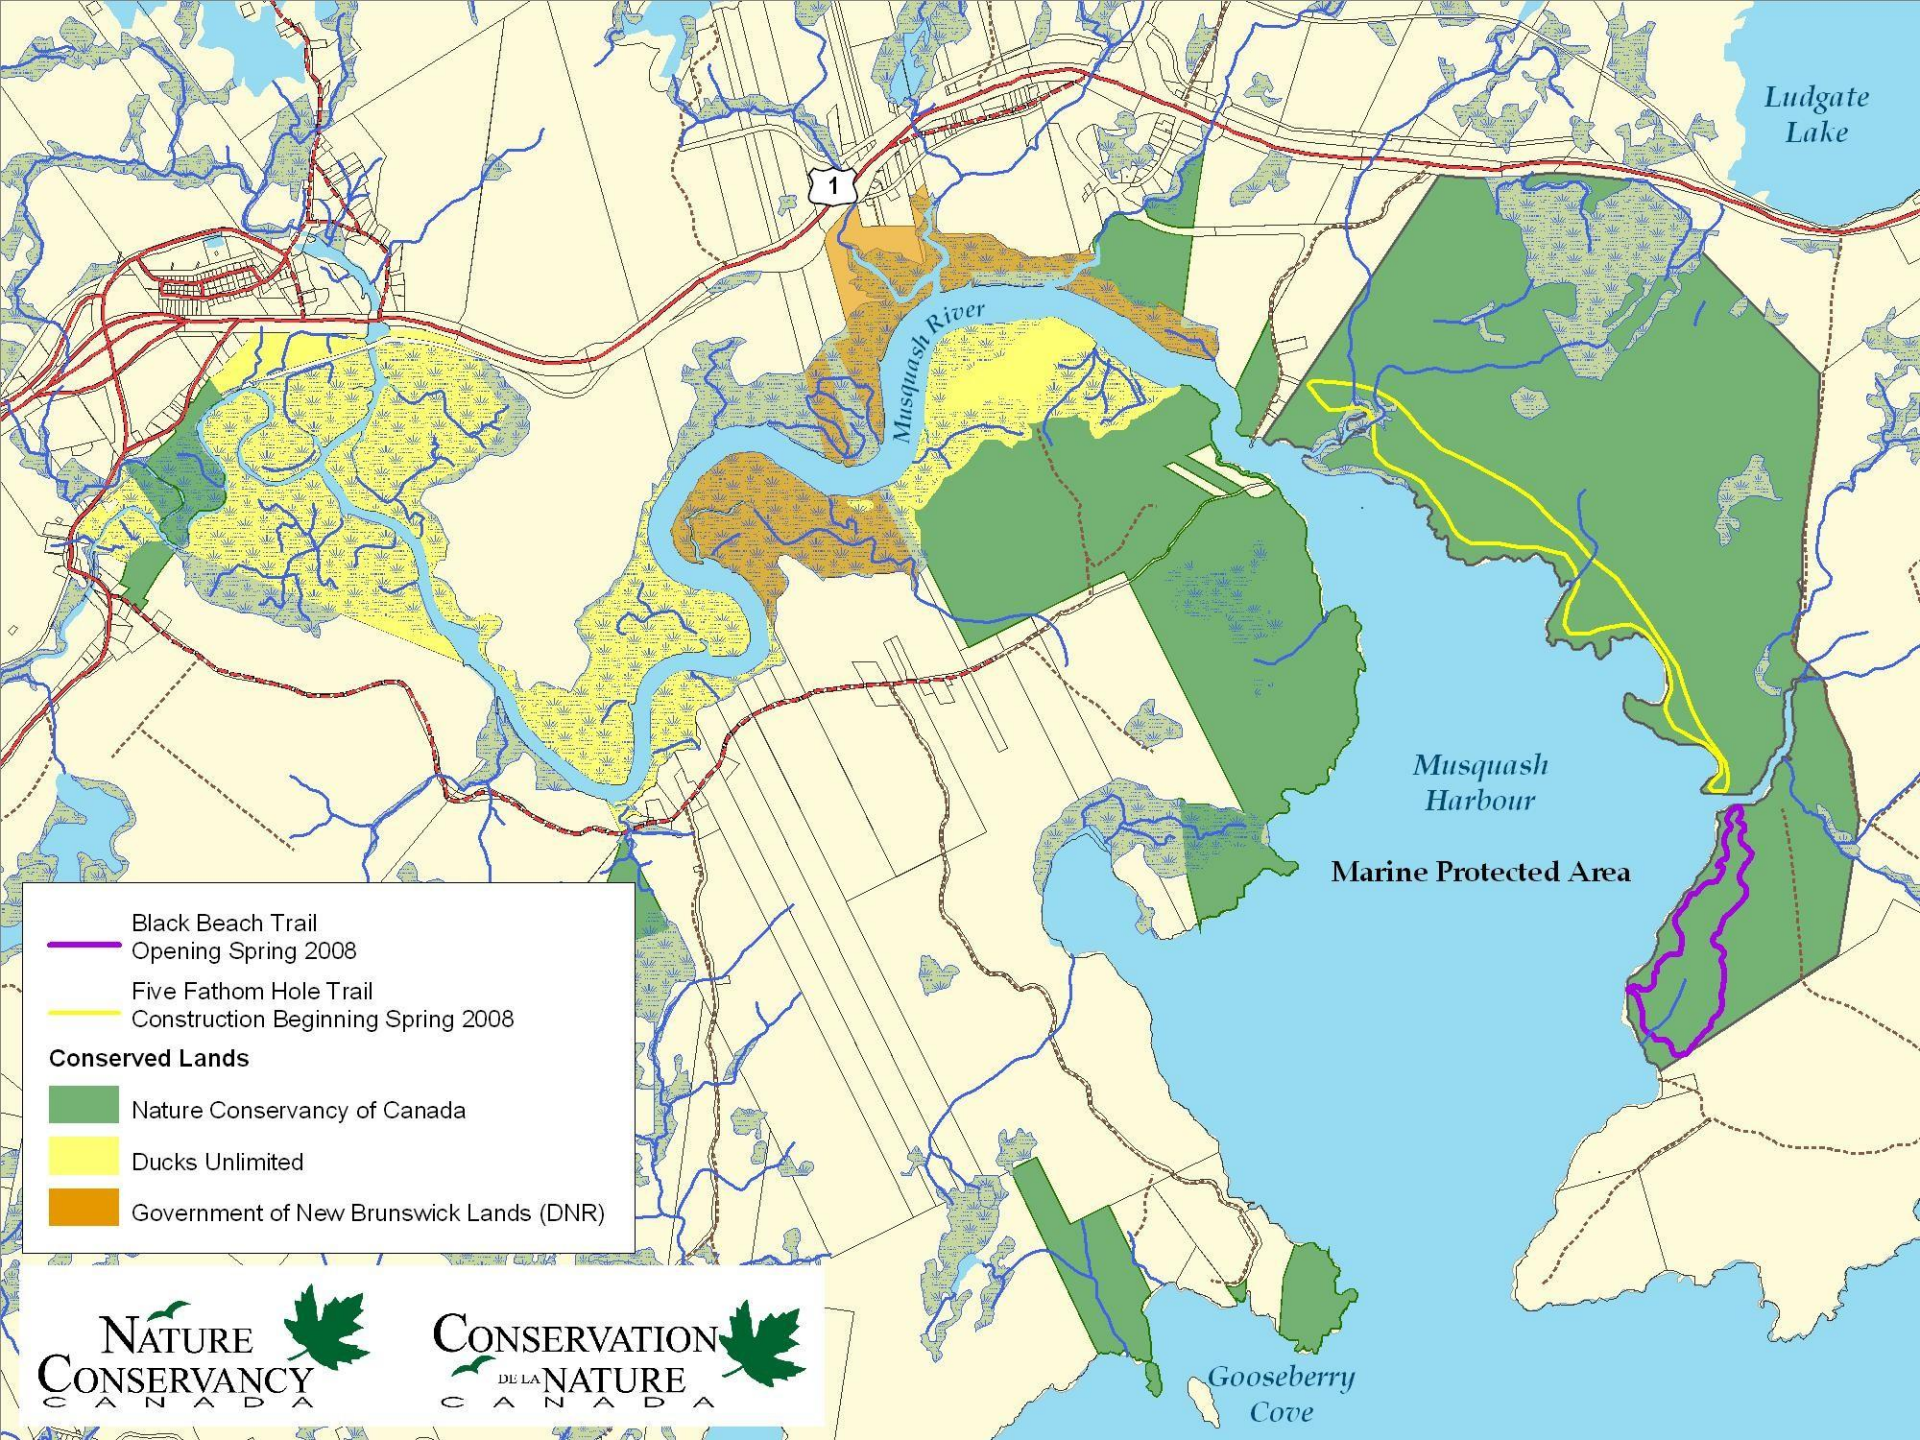 Ludgate
Lake
1
Musquash River
Musquash
Harbour
Marine Protected Area
Black Beach Trail
Opening Spring 2008
Five Fathom Hole Trail
Construction Beginning Spring 2008
Conserved Lands
Nature Conservancy of Canada
Ducks Unlimited
Government of New Brunswick Lands (DNR)
NATURE
CONSERVANCY
CANADA
CONSERVATION
DE LA NATURE
CANADA
Gooseberry
Cove